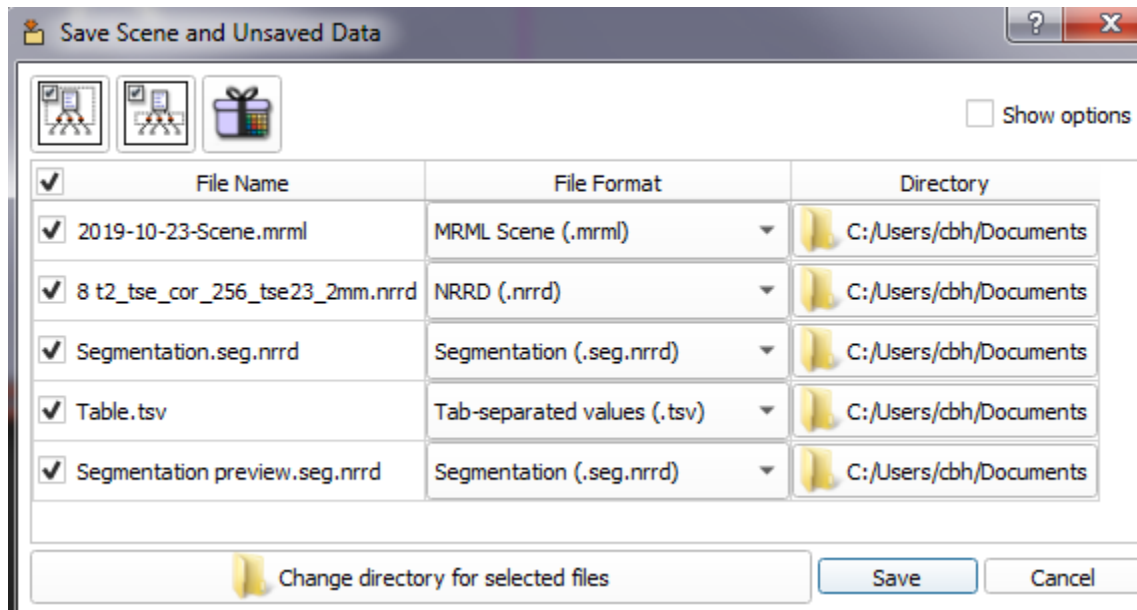 Save Scene and Unsaved Data
Show options
File Name File Format Directory
2019-10-23-Scene.mrml MRML Scene (.mrml) C:/Users/cbh/Documents
8 t2_tse_cor_256_tse23_2mm.nrrd NRRD (.nrrd) C:/Users/cbh/Documents
Segmentation.seg.nrrd Segmentation (.seg.nrrd) C:/Users/cbh/Documents
Table.tsv Tab-separated values (.tsv) C:/Users/cbh/Documents
Segmentation preview.seg.nrrd Segmentation (.seg.nrrd) C:/Users/cbh/Documents
Change directory for selected files Save Cancel